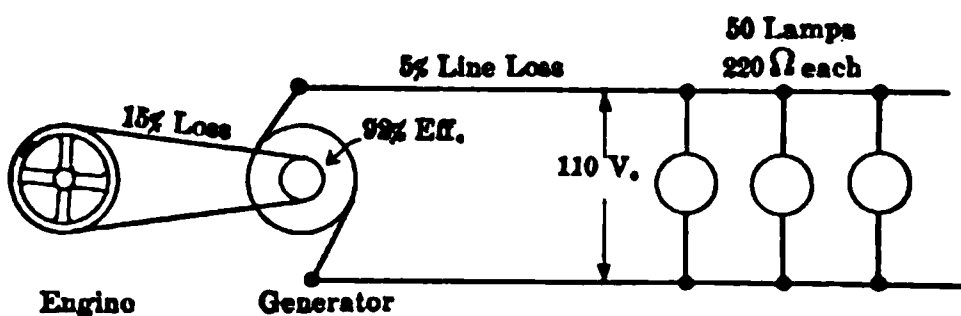 50 Lamps
5% Line Loss
220 Ω each
15% Loss
92% Eff.
110 V.
Engine
Generator